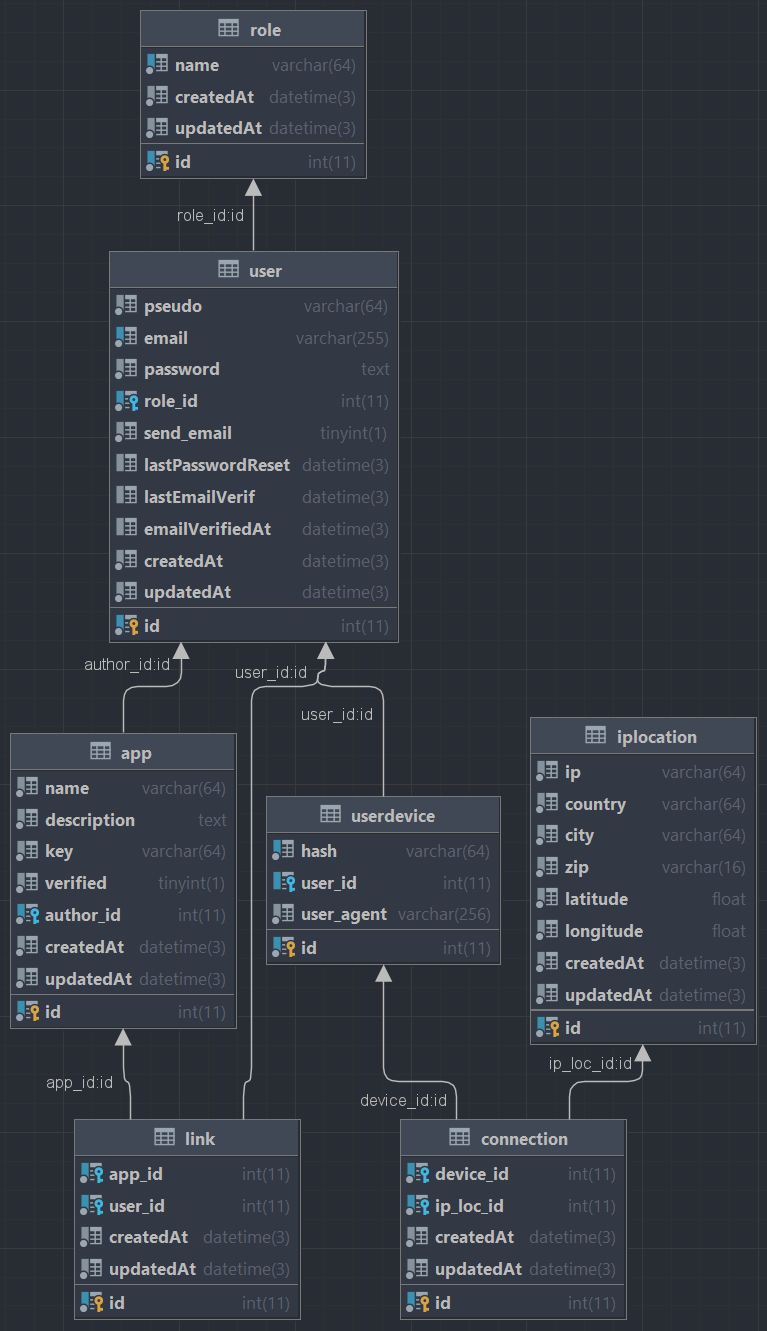 role
name varchar(64)
createdAt datetime(3)
updatedAt datetime(3)
id int(11)
role_id:id
user
pseudo varchar(64)
email varchar(255)
password text
role_id int(11)
send_email tinyint(1)
lastPasswordReset datetime(3)
lastEmailVerif datetime(3)
emailVerifiedAt datetime(3)
createdAt datetime(3)
updatedAt datetime(3)
id int(11)
author_id:id
user_id:id
user_id:id
app
name varchar(64)
description text
key varchar(64)
verified tinyint(1)
author_id int(11)
createdAt datetime(3)
updatedAt datetime(3)
id int(11)
userdevice
hash varchar(64)
user_id int(11)
user_agent varchar(256)
id int(11)
iplocation
ip varchar(64)
country varchar(64)
city varchar(64)
zip varchar(16)
latitude float
longitude float
createdAt datetime(3)
updatedAt datetime(3)
id int(11)
app_id:id
device_id:id
ip_loc_id:id
link
app_id int(11)
user_id int(11)
createdAt datetime(3)
updatedAt datetime(3)
id int(11)
connection
device_id int(11)
ip_loc_id int(11)
createdAt datetime(3)
updatedAt datetime(3)
id int(11)